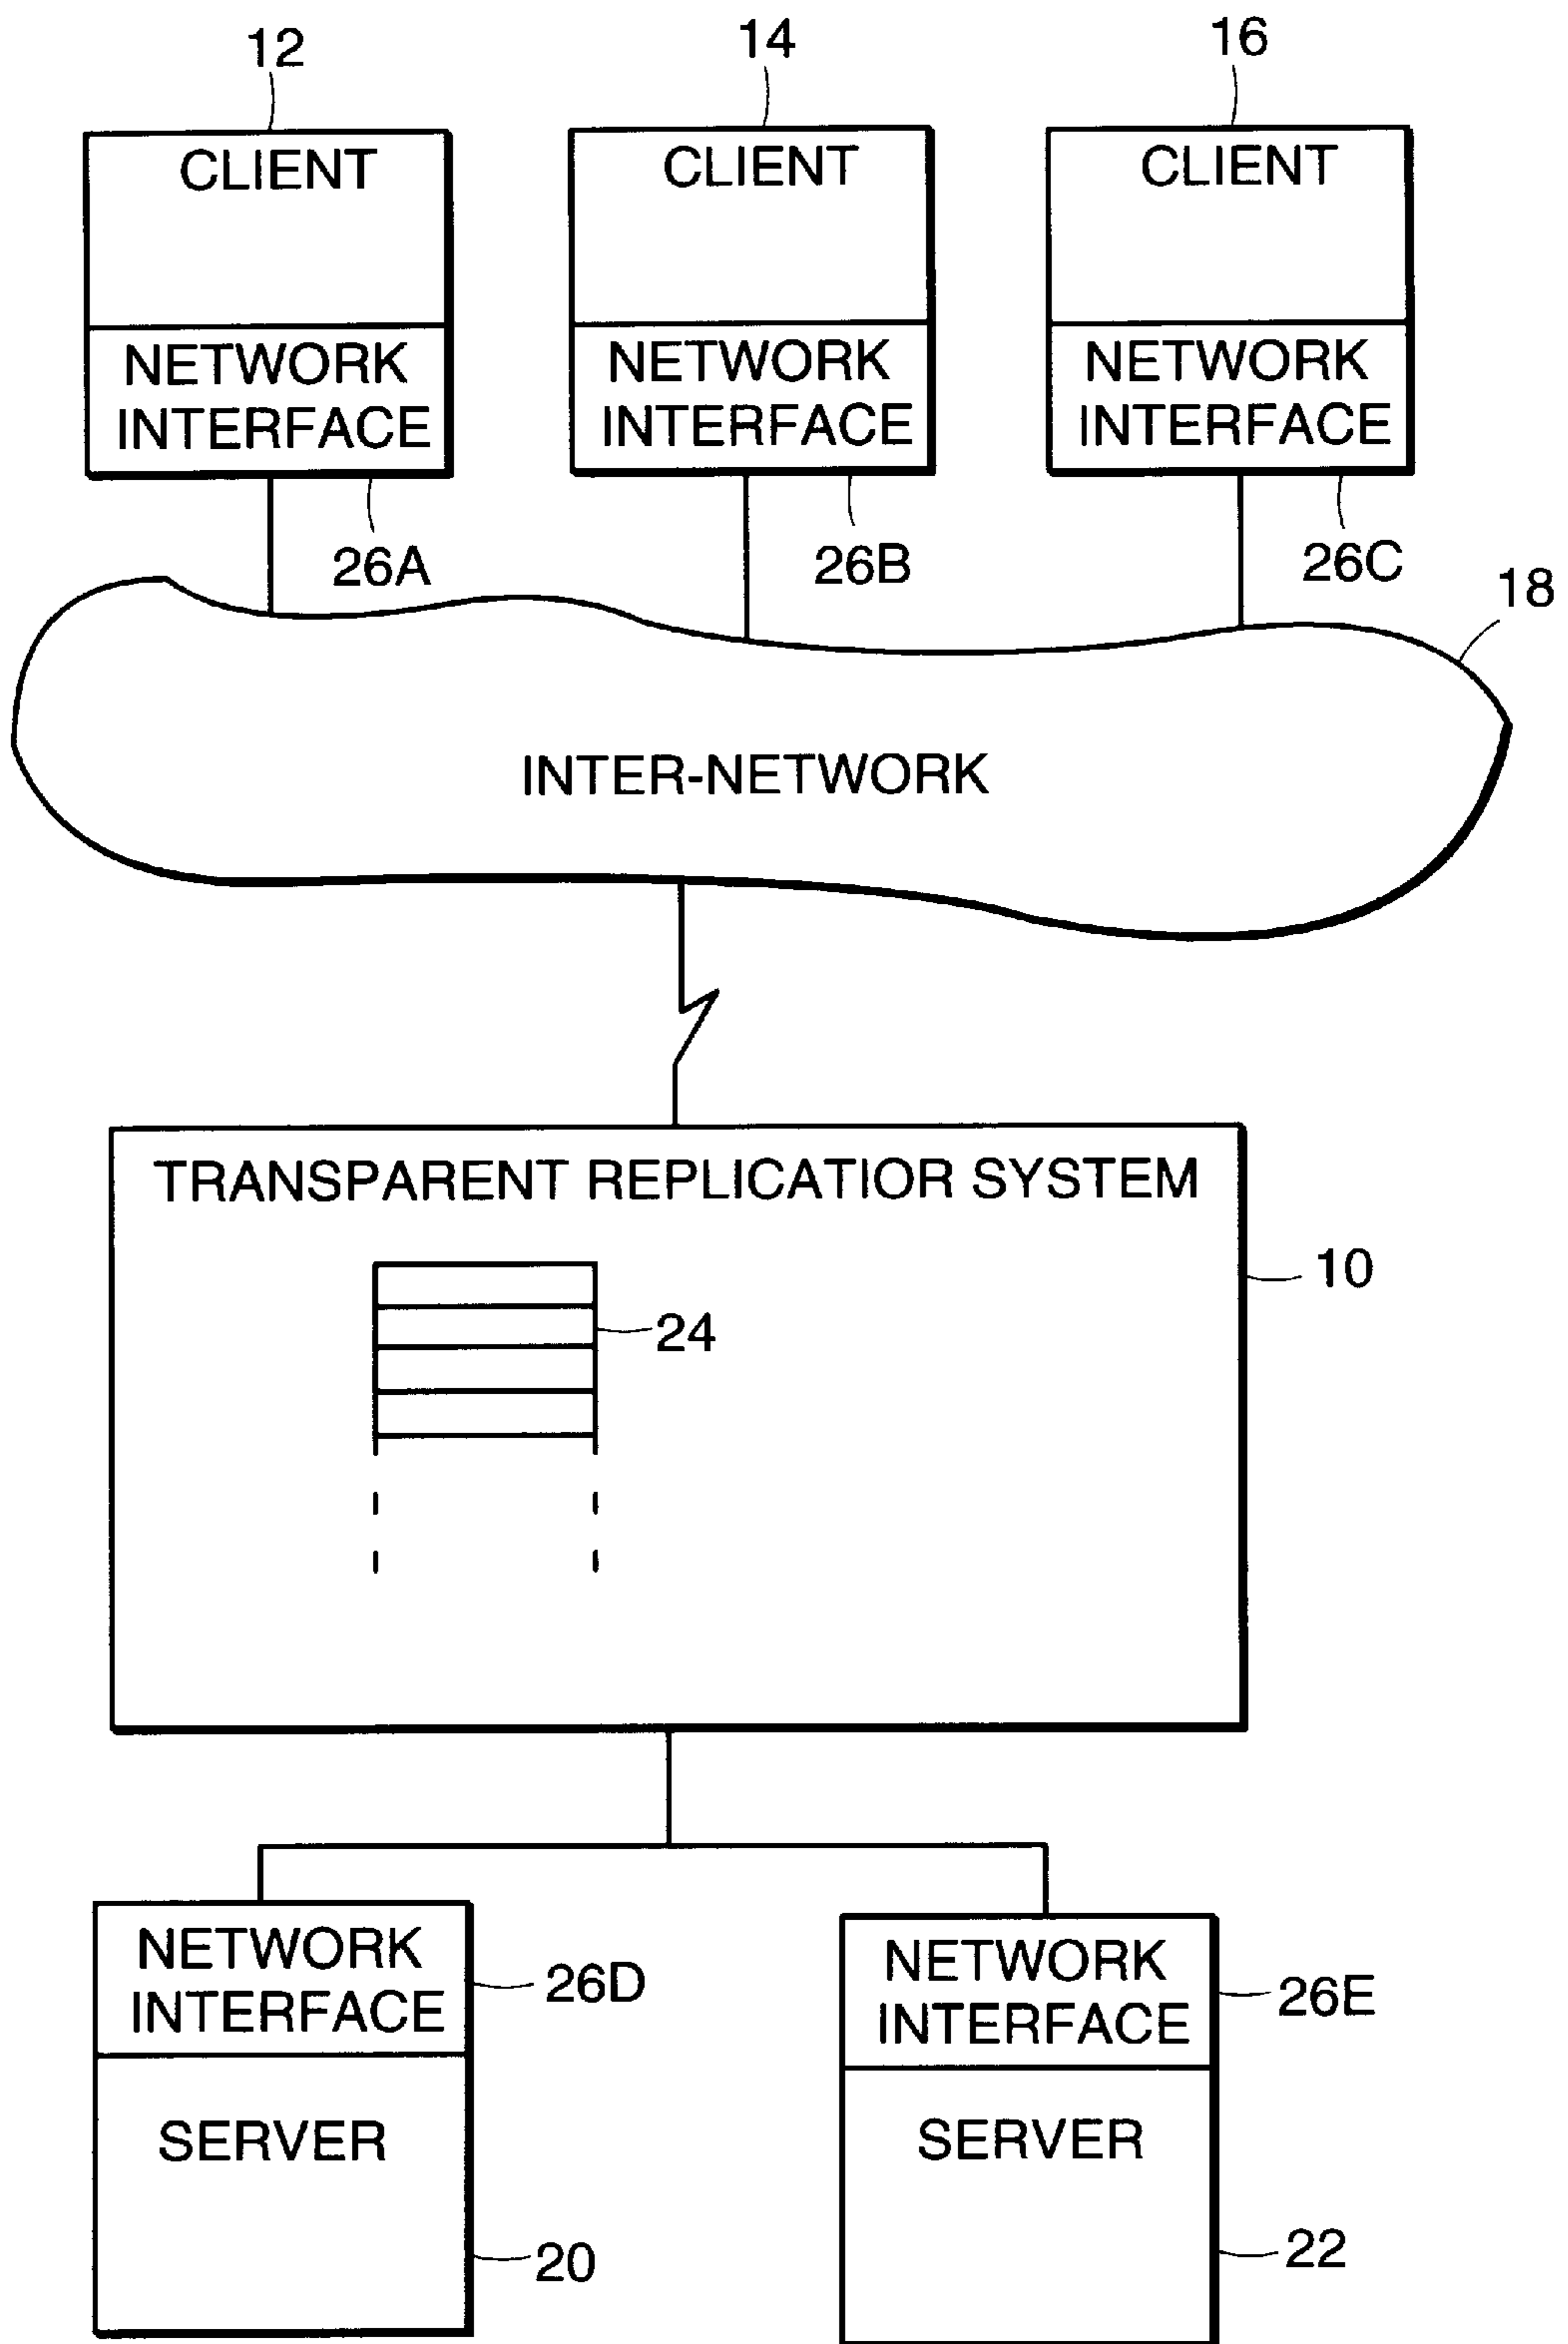 12
14
16
CLIENT
CLIENT
CLIENT
NETWORK
INTERFACE
NETWORK
INTERFACE
NETWORK
INTERFACE
26A
26B
26C
18
INTER-NETWORK
TRANSPARENT REPLICATIOR SYSTEM
10
24
NETWORK
INTERFACE
26D
NETWORK
INTERFACE
26E
SERVER
SERVER
20
22